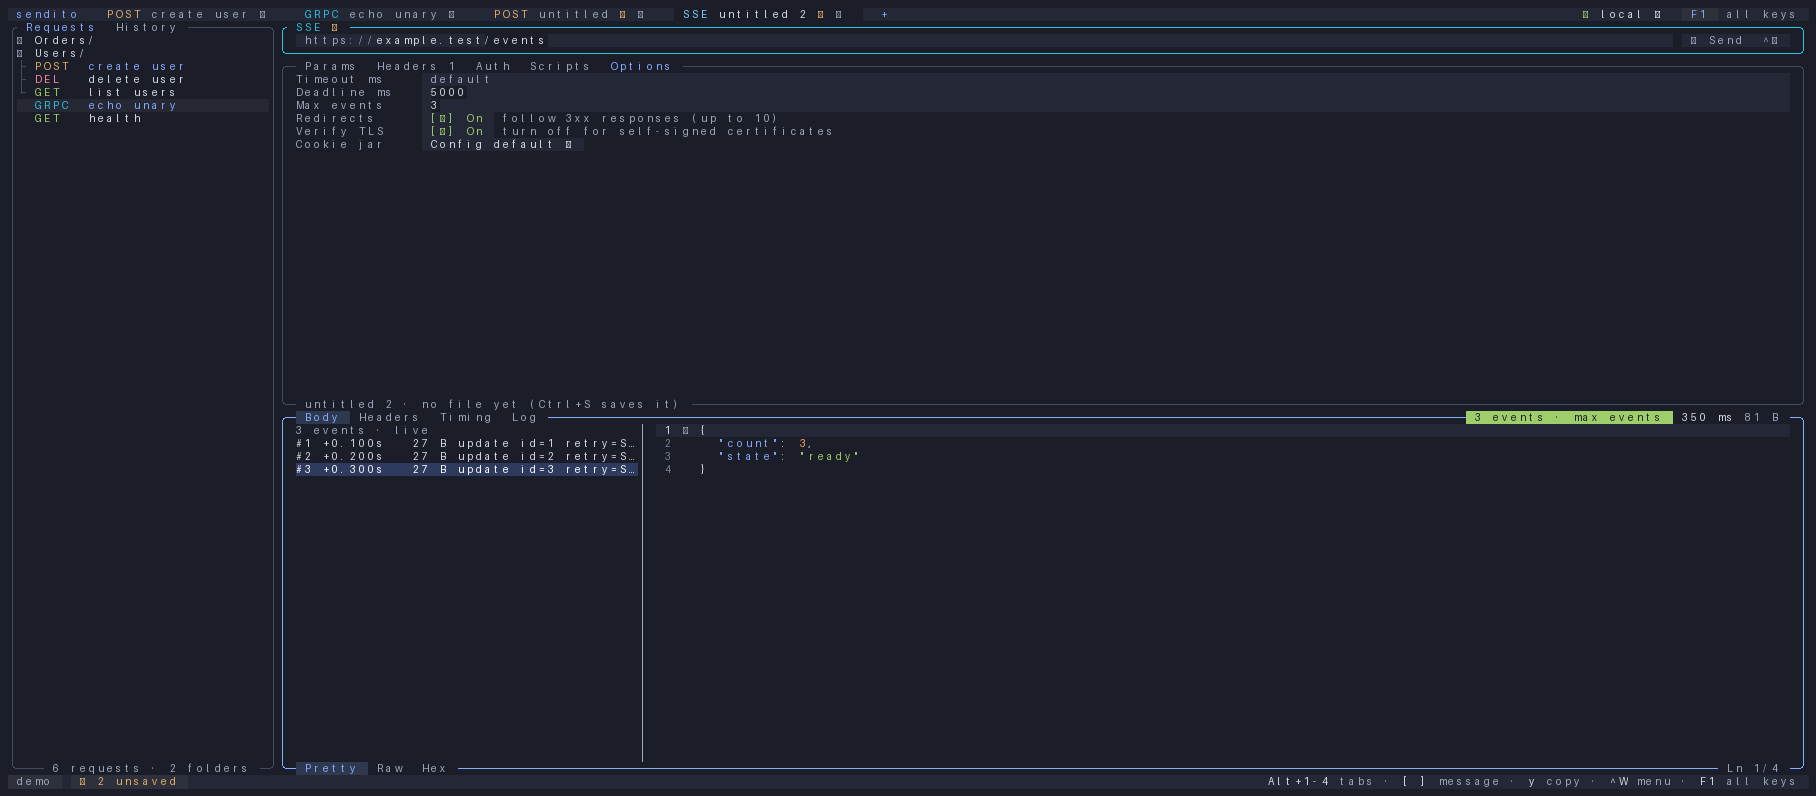 sendito POST create user GRPC echo unary POST untitled SSE untitled 2 + local F1 all keys
Requests History
Orders/
Users/
POST create user
DEL delete user
GET list users
GRPC echo unary
GET health
6 requests · 2 folders
SSE
https://example.test/events Send ^
Params Headers 1 Auth Scripts Options
Timeout ms default
Deadline ms 5000
Max events 3
Redirects [ ] On follow 3xx responses (up to 10)
Verify TLS [ ] On turn off for self-signed certificates
Cookie jar Config default
untitled 2 · no file yet (Ctrl+S saves it)
Body Headers Timing Log 3 events · max events 350 ms 81 B
3 events · live
#1 +0.100s 27 B update id=1 retry=S…
#2 +0.200s 27 B update id=2 retry=S…
#3 +0.300s 27 B update id=3 retry=S…
1 {
2 "count": 3,
3 "state": "ready"
4 }
Pretty Raw Hex Ln 1/4
demo 2 unsaved Alt+1-4 tabs · [ ] message · y copy · ^W menu · F1 all keys